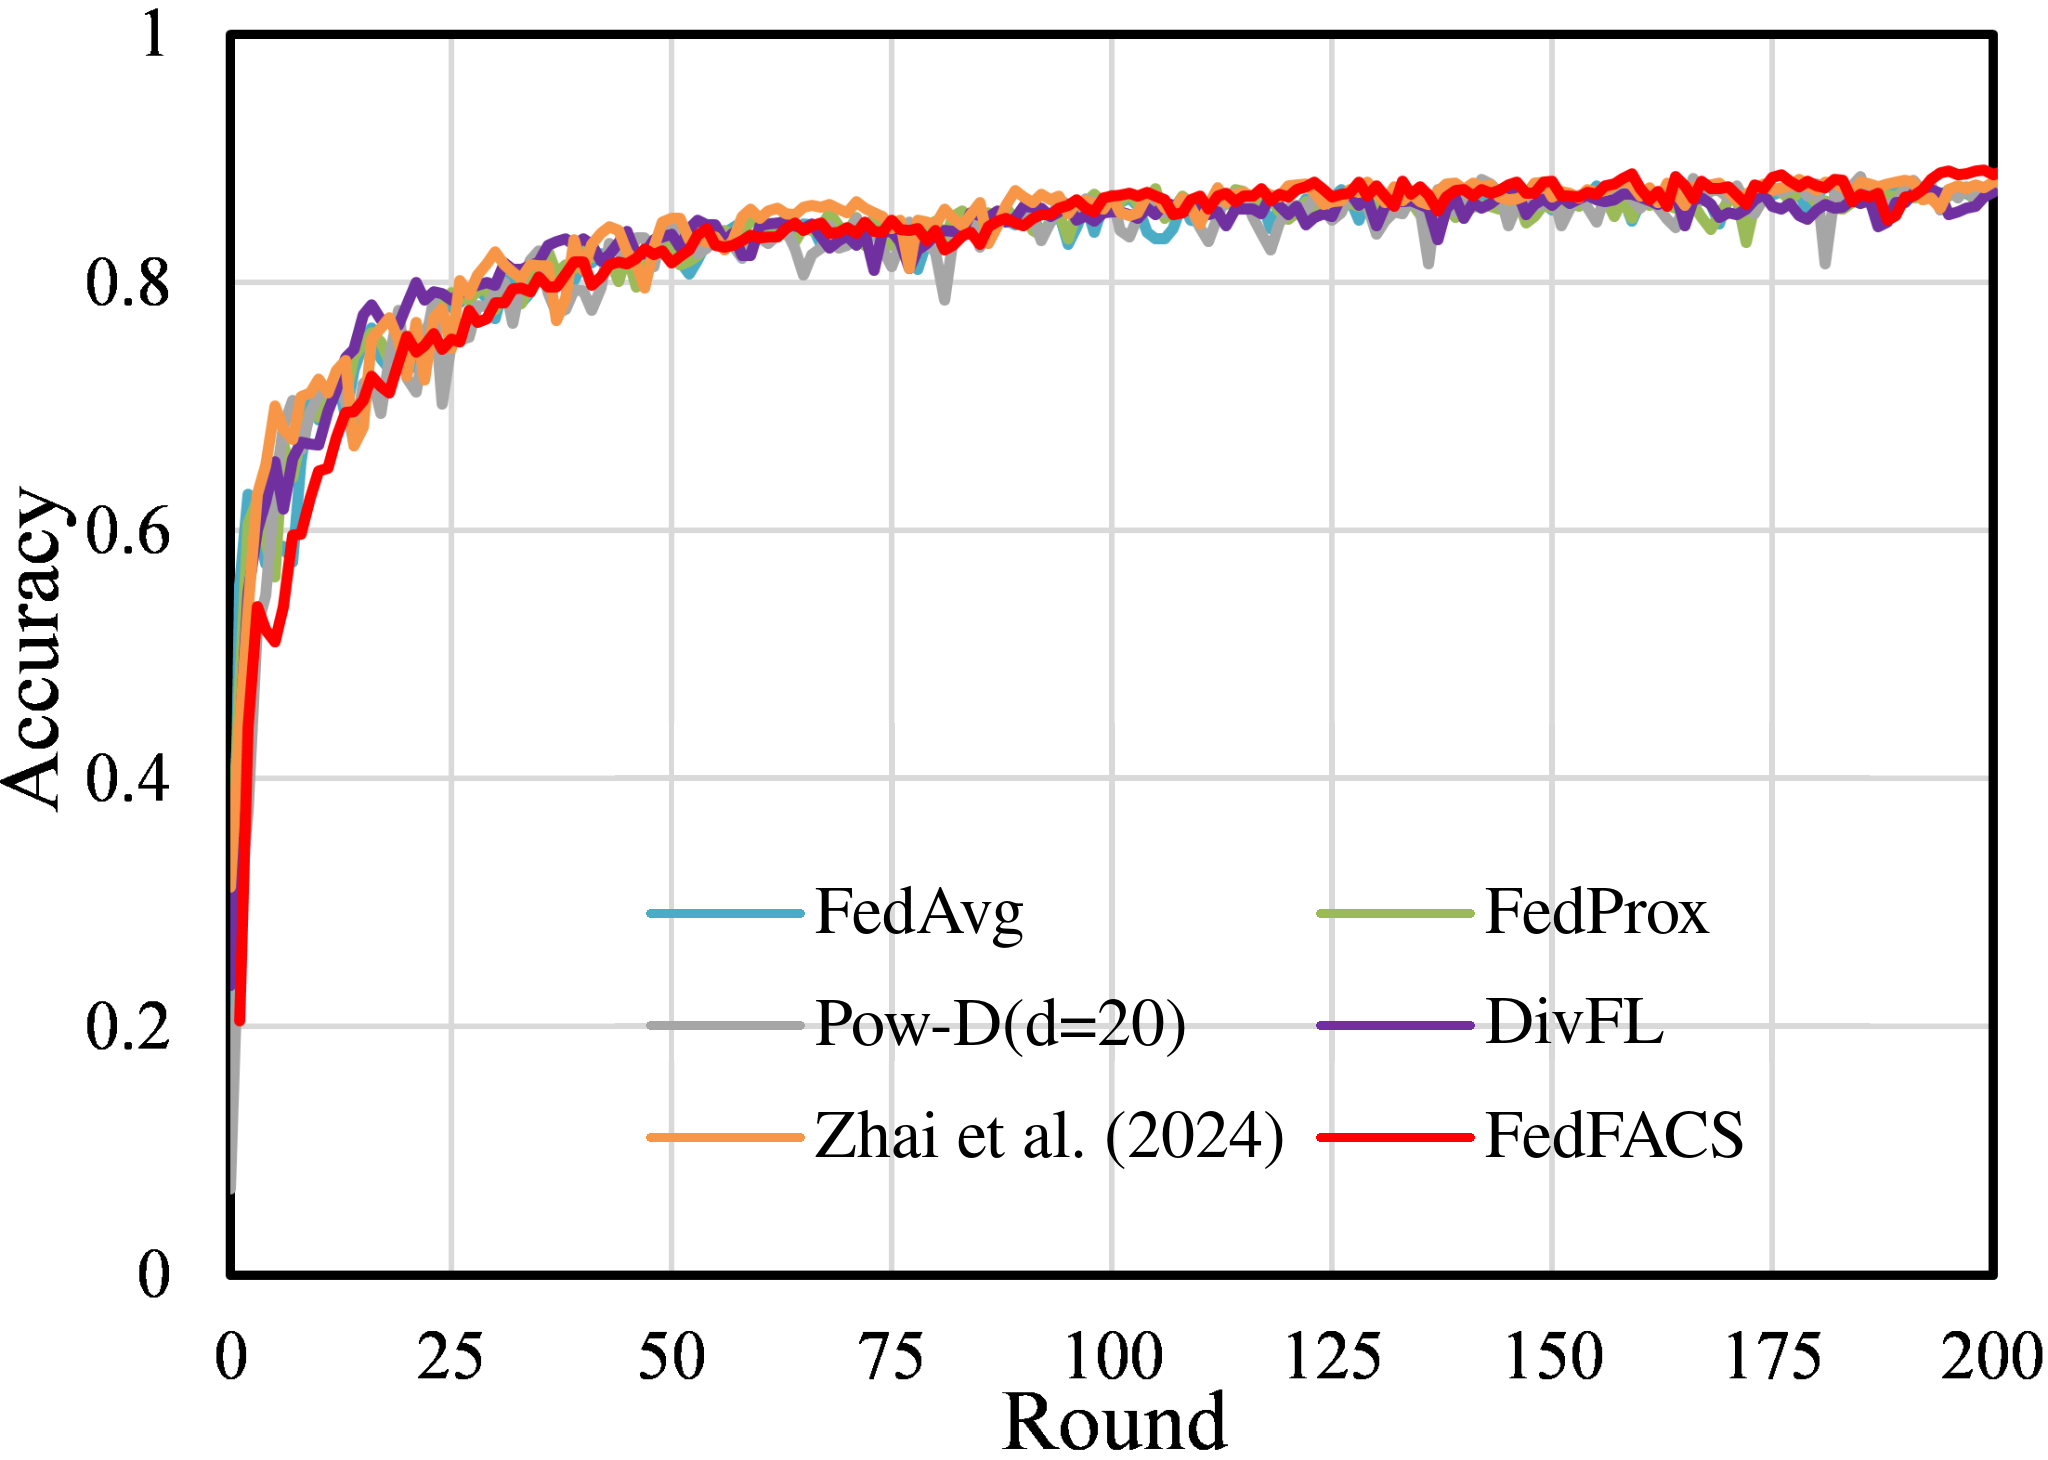 1
0.8
0.6
0.4
0.2
0
Accuracy
FedAvg
FedProx
Pow-D(d=20)
DivFL
Zhai et al. (2024)
FedFACS
0 25 50 75 100 125 150 175 200
Round